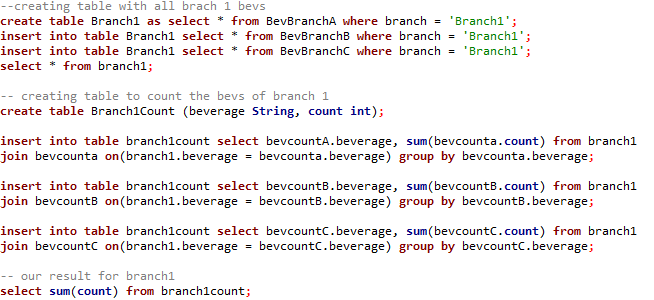 --creating table with all brach 1 bevs
create table Branch1 as select * from BevBranchA where branch = 'Branch1';
insert into table Branch1 select * from BevBranchB where branch = 'Branch1';
insert into table Branch1 select * from BevBranchC where branch = 'Branch1';
select * from branch1;
-- creating table to count the bevs of branch 1
create table Branch1Count (beverage String, count int);
insert into table branch1count select bevcountA.beverage, sum(bevcounta.count) from branch1
join bevcounta on(branch1.beverage = bevcounta.beverage) group by bevcounta.beverage;
insert into table branch1count select bevcountB.beverage, sum(bevcountB.count) from branch1
join bevcountB on(branch1.beverage = bevcountB.beverage) group by bevcountB.beverage;
insert into table branch1count select bevcountC.beverage, sum(bevcountC.count) from branch1
join bevcountC on(branch1.beverage = bevcountC.beverage) group by bevcountC.beverage;
-- our result for branch1
select sum(count) from branch1count;